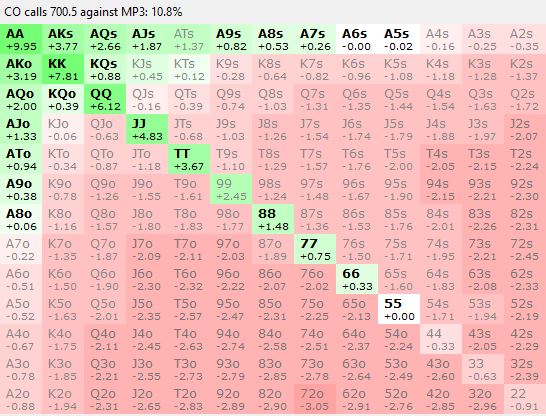 CO calls 700.5 against MP3: 10.8%
AA AKs AQs AJs ATs A9s A8s A7s A6s A5s A4s A3s A2s
+9.95 +3.77 +2.66 +1.87 +1.37 +0.82 +0.53 +0.26 -0.00 -0.02 -0.16 -0.25 -0.35
AKo KK KQs KJs KTs K9s K8s K7s K6s K5s K4s K3s K2s
+3.19 +7.81 +0.88 +0.45 +0.12 -0.28 -0.64 -0.82 -0.96 -1.08 -1.18 -1.28 -1.37
AQo KQo QQ QJs QTs Q9s Q8s Q7s Q6s Q5s Q4s Q3s Q2s
+2.00 +0.39 +6.12 -0.16 -0.39 -0.74 -1.03 -1.31 -1.35 -1.44 -1.54 -1.63 -1.72
AJo KJo QJo JJ JTs J9s J8s J7s J6s J5s J4s J3s J2s
+1.33 -0.06 -0.63 +4.83 -0.68 -1.03 -1.26 -1.54 -1.74 -1.79 -1.88 -1.97 -2.07
ATo KTo QTo JTo TT T9s T8s T7s T6s T5s T4s T3s T2s
+0.94 -0.34 -0.87 -1.18 +3.67 -1.10 -1.29 -1.57 -1.76 -2.00 -2.05 -2.15 -2.24
A9o K9o Q9o J9o T9o 99 98s 97s 96s 95s 94s 93s 92s
+0.38 -0.78 -1.26 -1.55 -1.61 +2.45 -1.24 -1.48 -1.67 -1.90 -2.15 -2.21 -2.30
A8o K8o Q8o J8o T8o 98o 88 87s 86s 85s 84s 83s 82s
+0.06 -1.16 -1.57 -1.80 -1.83 -1.77 +1.48 -1.36 -1.53 -1.76 -2.01 -2.26 -2.31
A7o K7o Q7o J7o T7o 97o 87o 77 76s 75s 74s 73s 72s
-0.22 -1.35 -1.87 -2.09 -2.11 -2.03 -1.89 +0.75 -1.50 -1.71 -1.95 -2.21 -2.45
A6o K6o Q6o J6o T6o 96o 86o 76o 66 65s 64s 63s 62s
-0.51 -1.50 -1.90 -2.30 -2.32 -2.22 -2.07 -2.02 +0.33 -1.60 -1.83 -2.08 -2.33
A5o K5o Q5o J5o T5o 95o 85o 75o 65o 55 54s 53s 52s
-0.52 -1.63 -2.01 -2.35 -2.57 -2.47 -2.31 -2.25 -2.13 +0.00 -1.71 -1.94 -2.19
A4o K4o Q4o J4o T4o 94o 84o 74o 64o 54o 44 43s 42s
-0.67 -1.75 -2.11 -2.45 -2.63 -2.74 -2.58 -2.51 -2.37 -2.24 -0.33 -2.05 -2.29
A3o K3o Q3o J3o T3o 93o 83o 73o 63o 53o 43o 33 32s
-0.78 -1.85 -2.21 -2.55 -2.73 -2.79 -2.85 -2.78 -2.64 -2.49 -2.60 -0.63 -2.39
A2o K2o Q2o J2o T2o 92o 82o 72o 62o 52o 42o 32o 22
-0.88 -1.94 -2.31 -2.65 -2.83 -2.89 -2.90 -3.05 -2.91 -2.76 -2.85 -2.96 -0.91